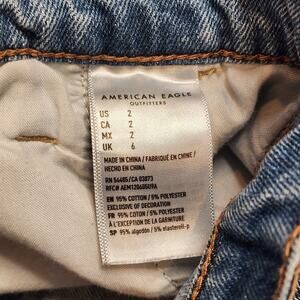 AMERICAN EAGLE
OUTFITTERS
US 2
CA 2
MX 2
UK 6
MADE IN CHINA / FABRIQUÉ EN CHINE /
HECHO EN CHINA
RN 54485/CA 03873
EN 95% COTTON / 5% POLYESTER
EXCLUSIVE OF DECORATION
FR 95% COTTON / 5% POLYESTER
À L'EXCEPTION DE LA GARNITURE
SP 95% algodón / 5%